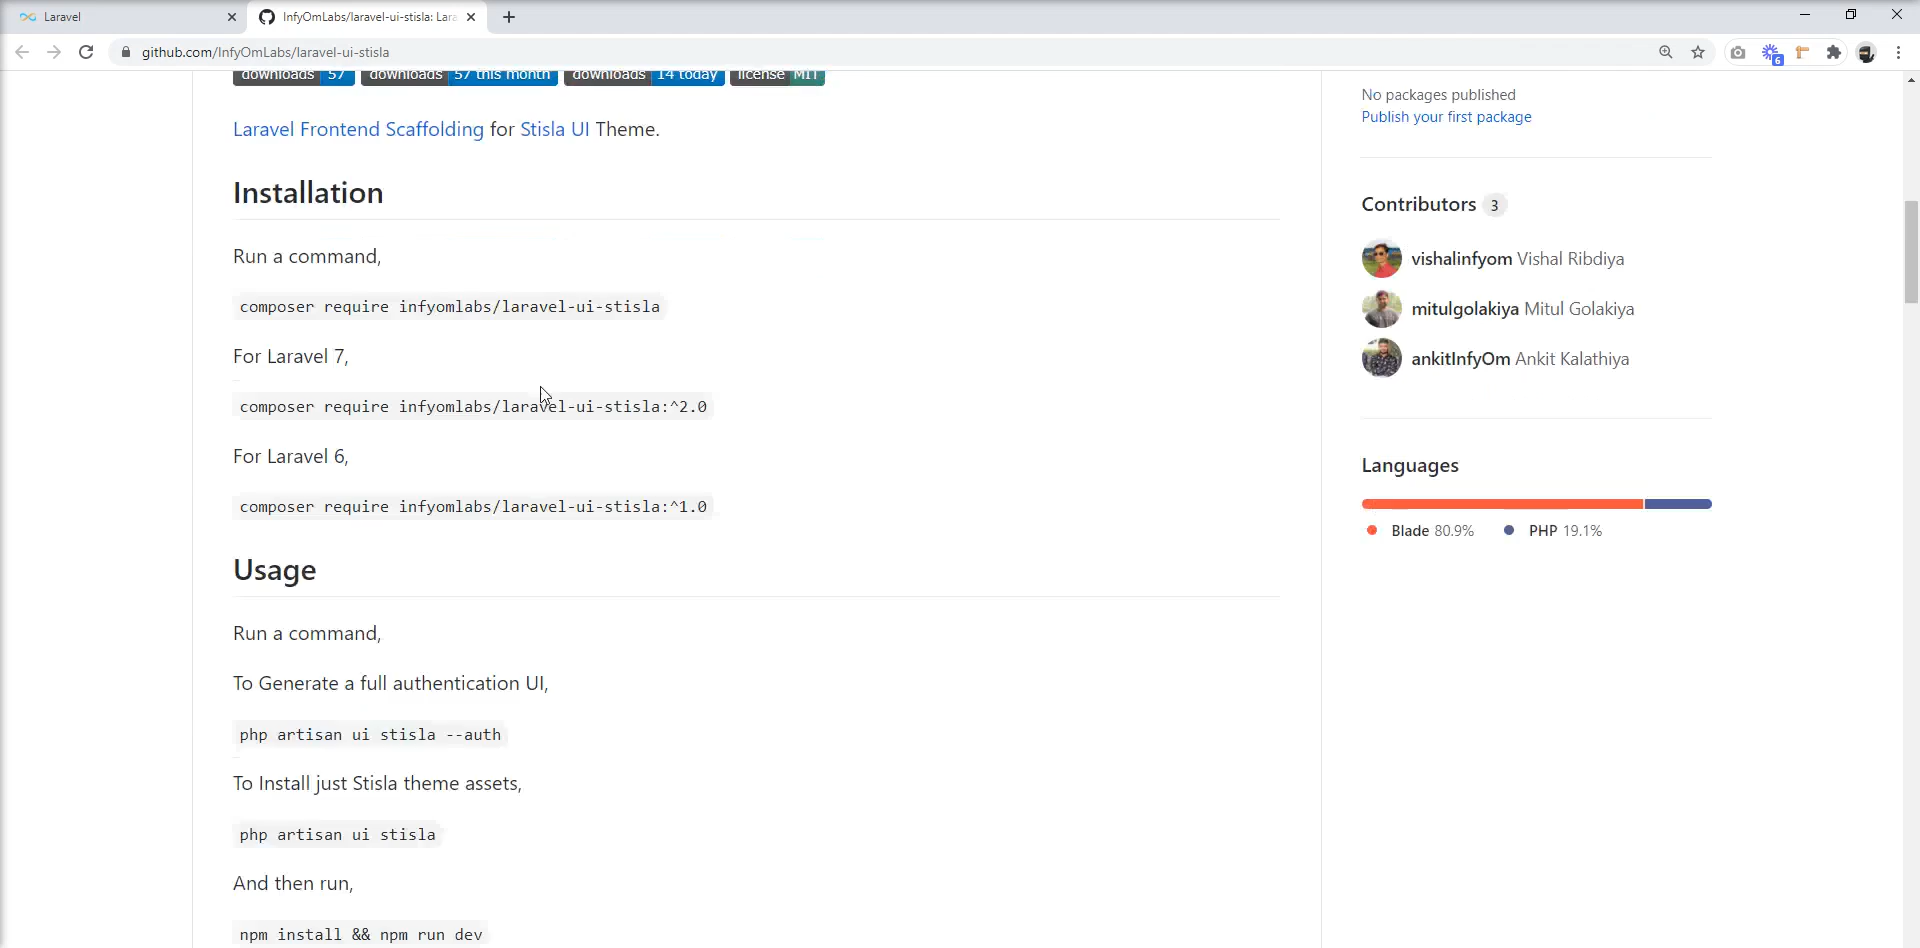 Laravel
InfyOmLabs/laravel-ui-stisla: Lara
github.com/InfyOmLabs/laravel-ui-stisla
6
downloads 57 downloads 57 this month downloads 14 today license MIT
Laravel Frontend Scaffolding for Stisla UI Theme.
Installation
Run a command,
composer require infyomlabs/laravel-ui-stisla
For Laravel 7,
composer require infyomlabs/laravel-ui-stisla:^2.0
For Laravel 6,
composer require infyomlabs/laravel-ui-stisla:^1.0
Usage
Run a command,
To Generate a full authentication UI,
php artisan ui stisla --auth
To Install just Stisla theme assets,
php artisan ui stisla
And then run,
npm install && npm run dev
No packages published
Publish your first package
Contributors 3
vishalinfyom Vishal Ribdiya
mitulgolakiya Mitul Golakiya
ankitInfyOm Ankit Kalathiya
Languages
Blade 80.9% PHP 19.1%